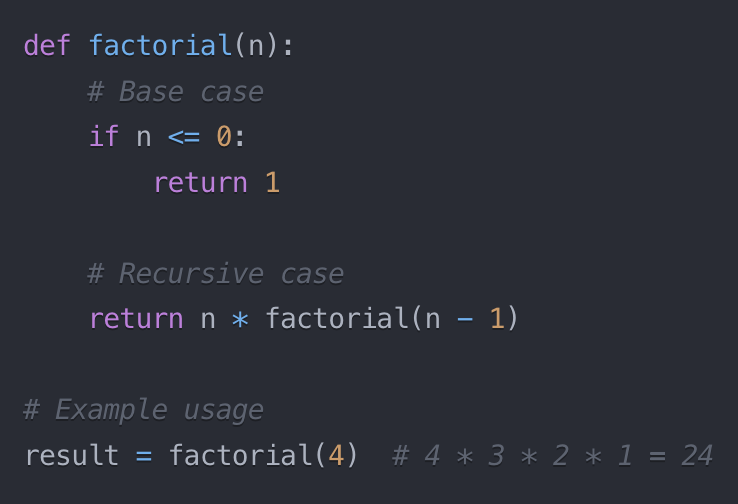 def factorial(n):
    # Base case
    if n <= 0:
        return 1

    # Recursive case
    return n * factorial(n - 1)

# Example usage
result = factorial(4)  # 4 * 3 * 2 * 1 = 24